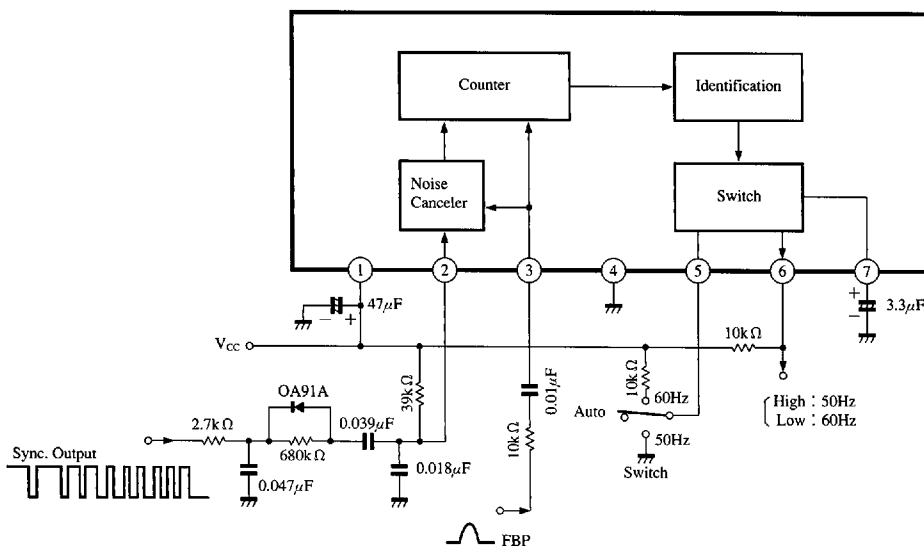 Counter
Identification
Noise
Canceler
Switch
1
2
3
4
5
6
7
47μF
− +
+
−
3.3μF
VCC
10kΩ
39kΩ
0.01μF
10kΩ
60Hz
Auto
50Hz
Switch
High : 50Hz
Low : 60Hz
OA91A
2.7kΩ
0.039μF
680kΩ
10kΩ
Sync. Output
0.047μF
0.018μF
FBP